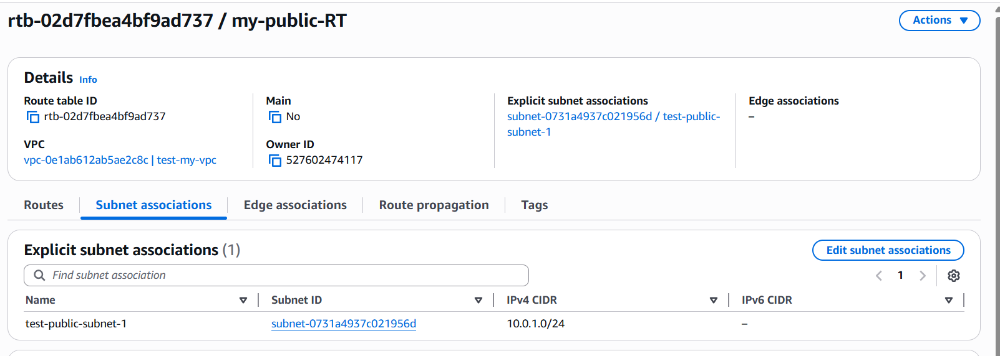 rtb-02d7fbea4bf9ad737 / my-public-RT
Actions
Details Info
Route table ID
rtb-02d7fbea4bf9ad737
Main
No
Explicit subnet associations
subnet-0731a4937c021956d / test-public-
subnet-1
Edge associations
–
VPC
vpc-0e1ab612ab5ae2c8c | test-my-vpc
Owner ID
527602474117
Routes
Subnet associations
Edge associations
Route propagation
Tags
Explicit subnet associations (1)
Edit subnet associations
Find subnet association
1
Name
Subnet ID
IPv4 CIDR
IPv6 CIDR
test-public-subnet-1
subnet-0731a4937c021956d
10.0.1.0/24
–